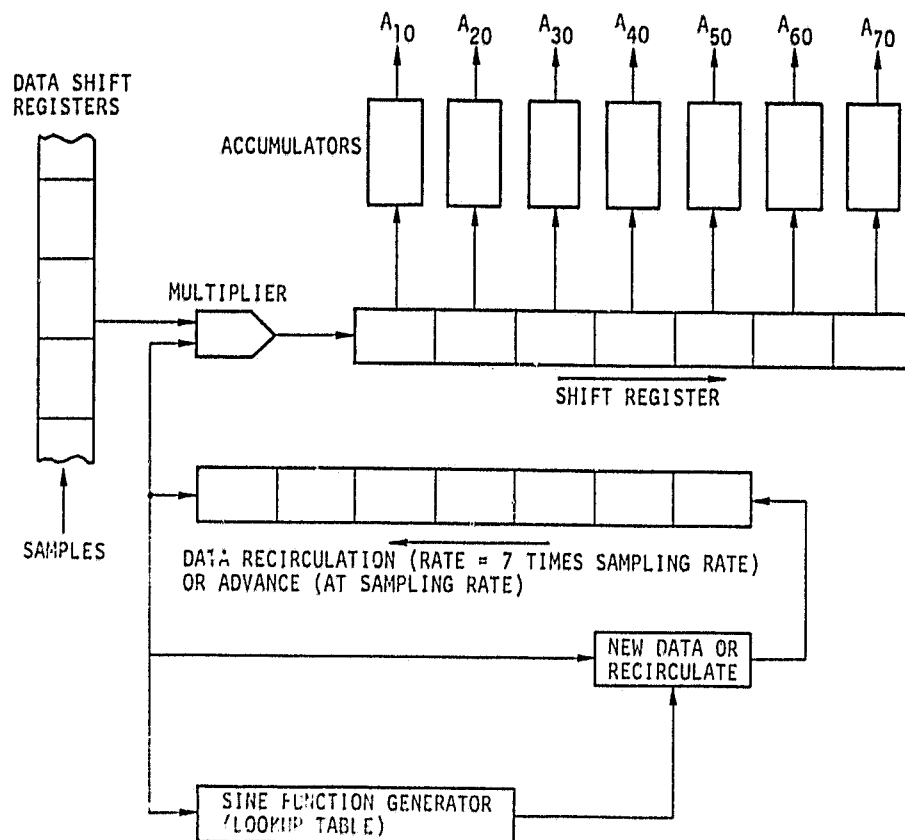 A10 A20 A30 A40 A50 A60 A70
DATA SHIFT
REGISTERS
ACCUMULATORS
MULTIPLIER
SHIFT REGISTER
SAMPLES
DATA RECIRCULATION (RATE = 7 TIMES SAMPLING RATE)
OR ADVANCE (AT SAMPLING RATE)
NEW DATA OR
RECIRCULATE
SINE FUNCTION GENERATOR
(LOOKUP TABLE)